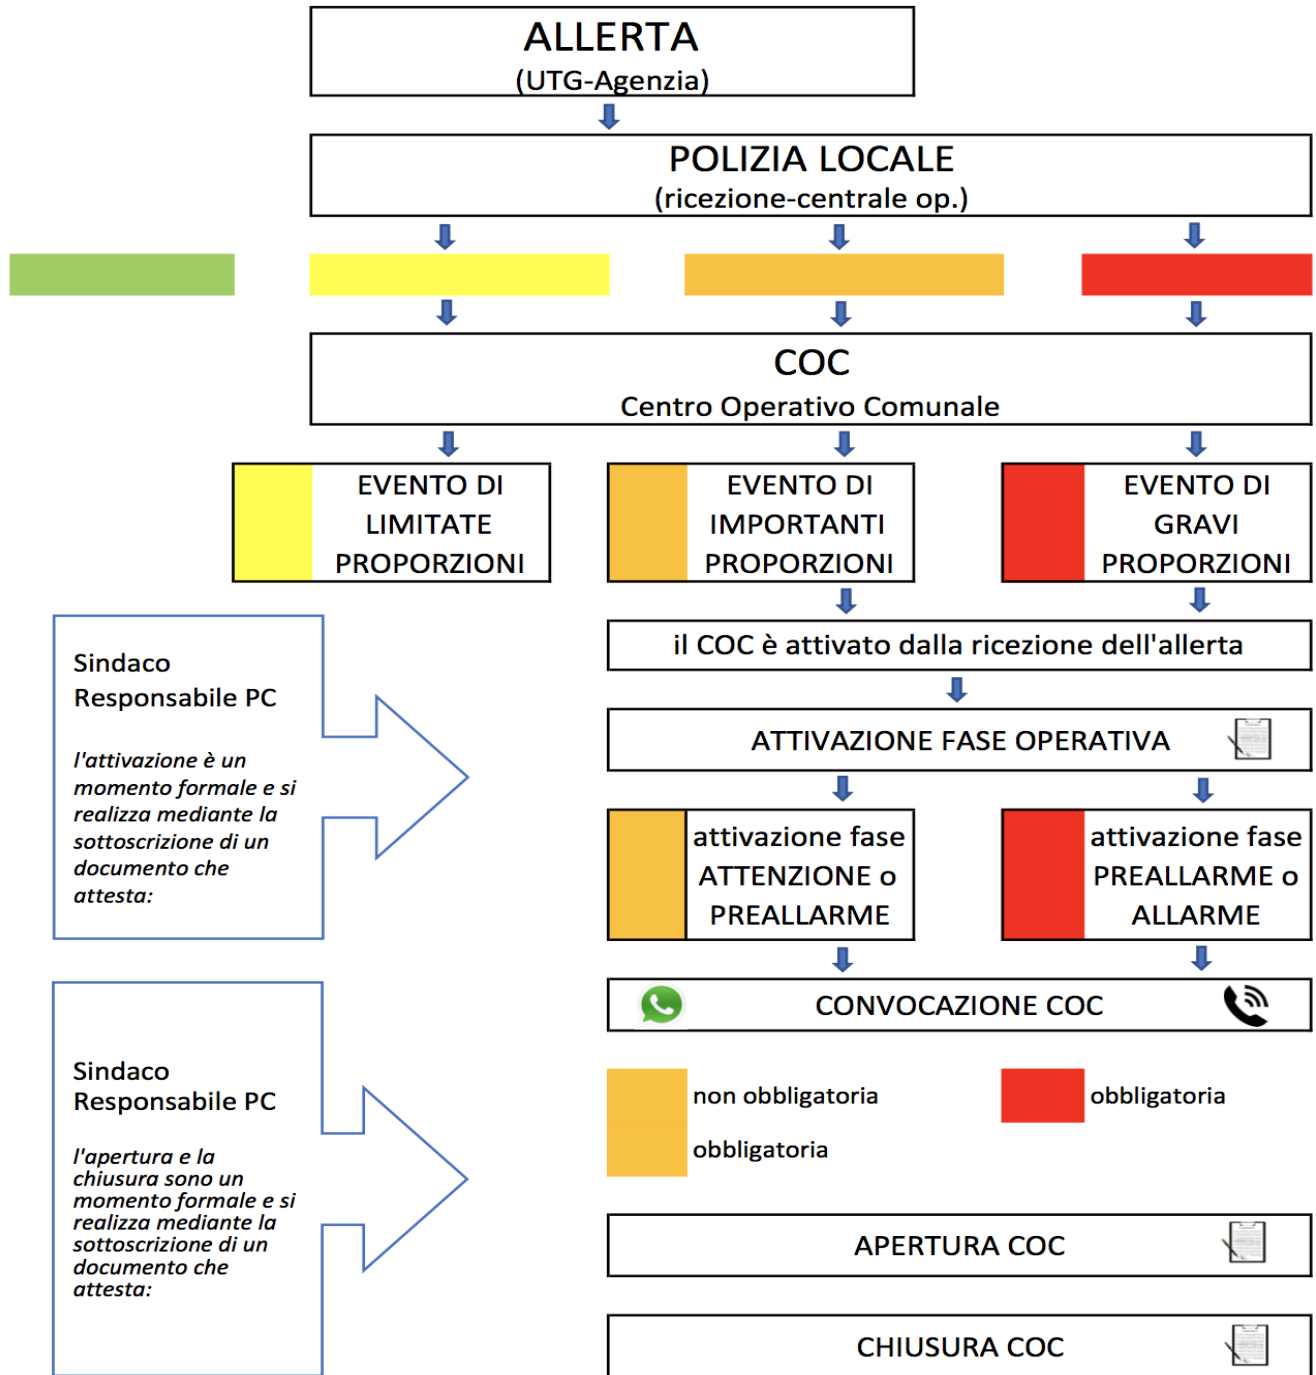 ALLERTA
(UTG-Agenzia)
POLIZIA LOCALE
(ricezione-centrale op.)
COC
Centro Operativo Comunale
EVENTO DI
LIMITATE
PROPORZIONI
EVENTO DI
IMPORTANTI
PROPORZIONI
EVENTO DI
GRAVI
PROPORZIONI
il COC è attivato dalla ricezione dell'allerta
Sindaco
Responsabile PC
l'attivazione è un
momento formale e si
realizza mediante la
sottoscrizione di un
documento che
attesta:
ATTIVAZIONE FASE OPERATIVA
attivazione fase
ATTENZIONE o
PREALLARME
attivazione fase
PREALLARME o
ALLARME
CONVOCAZIONE COC
non obbligatoria
obbligatoria
obbligatoria
Sindaco
Responsabile PC
l'apertura e la
chiusura sono un
momento formale e si
realizza mediante la
sottoscrizione di un
documento che
attesta:
APERTURA COC
CHIUSURA COC